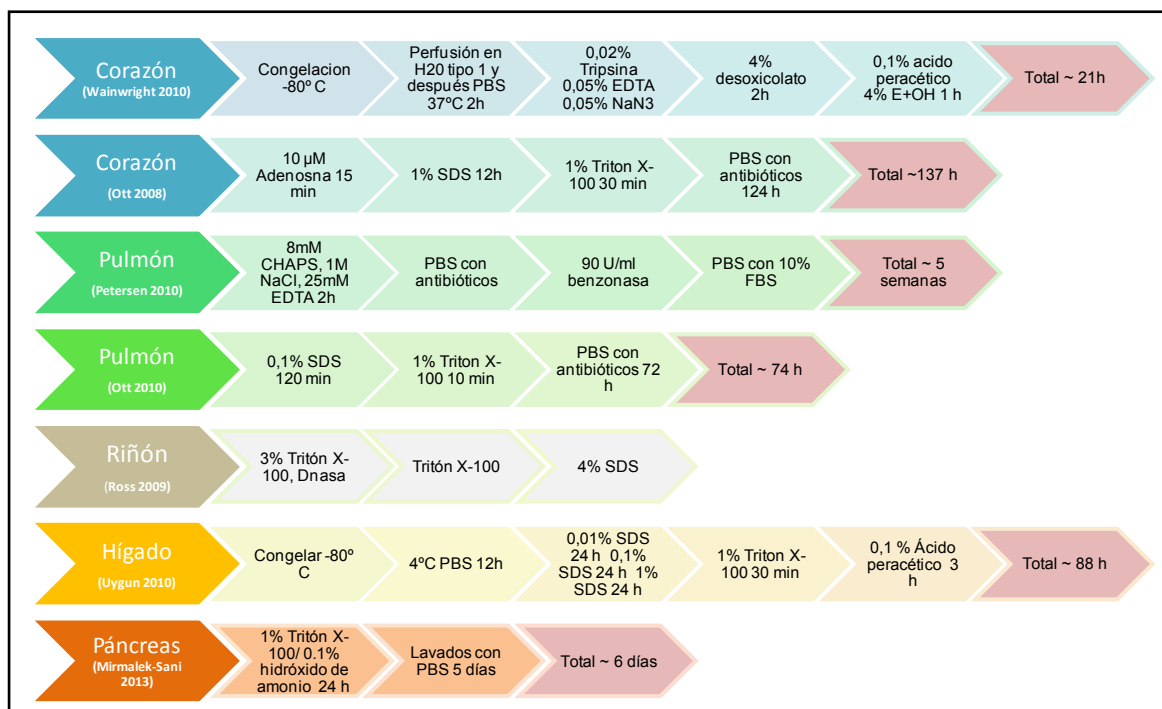 Corazón
(Wainwright 2010)
Congelacion
-80º C
Perfusión en
H20 tipo 1 y
después PBS
37ºC 2h
0,02%
Tripsina
0,05% EDTA
0,05% NaN3
4%
desoxicolato
2h
0,1% acido
peracético
4% E+OH 1 h
Total ~ 21h
Corazón
(Ott 2008)
10 µM
Adenosna 15
min
1% SDS 12h
1% Triton X-
100 30 min
PBS con
antibióticos
124 h
Total ~137 h
Pulmón
(Petersen 2010)
8mM
CHAPS, 1M
NaCl, 25mM
EDTA 2h
PBS con
antibióticos
90 U/ml
benzonasa
PBS con 10%
FBS
Total ~ 5
semanas
Pulmón
(Ott 2010)
0,1% SDS
120 min
1% Triton X-
100 10 min
PBS con
antibióticos 72
h
Total ~ 74 h
Riñón
(Ross 2009)
3% Tritón X-
100, Dnasa
Tritón X-100
4% SDS
Hígado
(Uygun 2010)
Congelar -80º
C
4ºC PBS 12h
0,01% SDS
24 h 0,1%
SDS 24 h 1%
SDS 24 h
1% Triton X-
100 30 min
0,1 % Ácido
peracético 3
h
Total ~ 88 h
Páncreas
(Mirmalek-Sani
2013)
1% Tritón X-
100/ 0.1%
hidróxido de
amonio 24 h
Lavados con
PBS 5 días
Total ~ 6 días